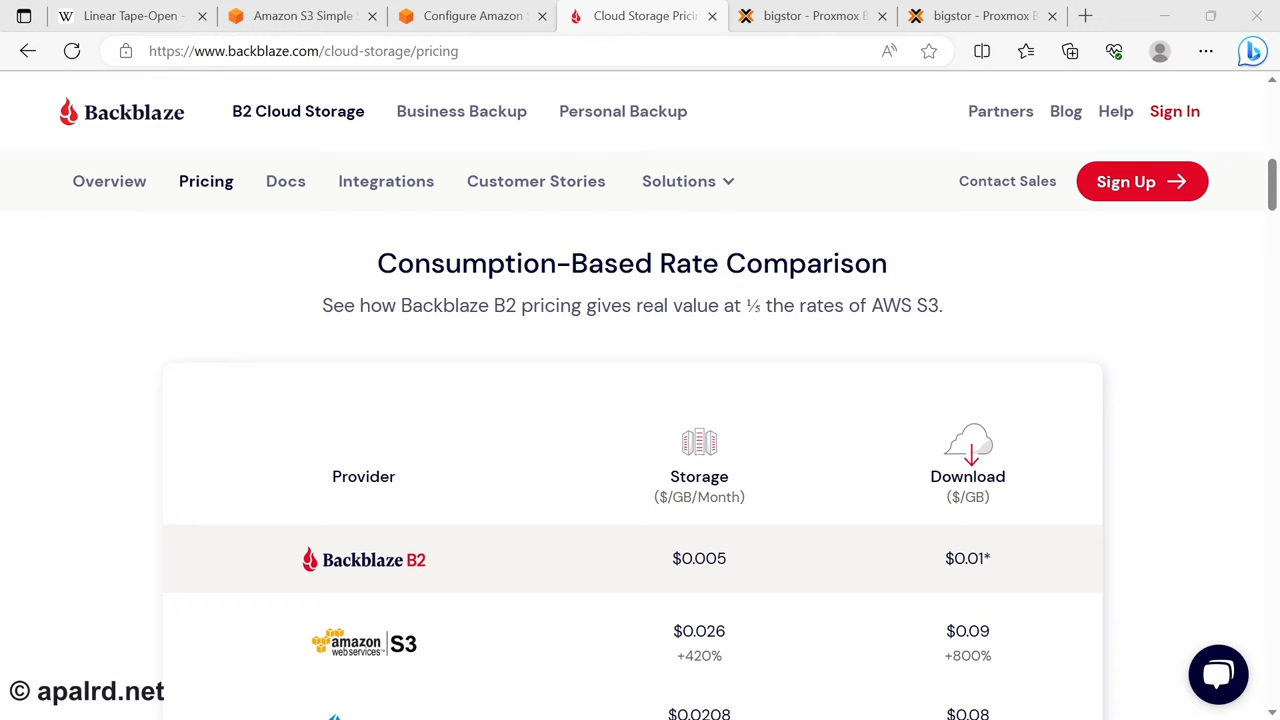 Linear Tape-Open -
Amazon S3 Simple
Configure Amazon
Cloud Storage Prici
bigstor - Proxmox B
bigstor - Proxmox B
https://www.backblaze.com/cloud-storage/pricing
Backblaze
B2 Cloud Storage
Business Backup
Personal Backup
Partners
Blog
Help
Sign In
Overview
Pricing
Docs
Integrations
Customer Stories
Solutions
Contact Sales
Sign Up
Consumption-Based Rate Comparison
See how Backblaze B2 pricing gives real value at ⅕ the rates of AWS S3.
Provider
Storage
($/GB/Month)
Download
($/GB)
Backblaze B2
$0.005
$0.01*
amazon
web services™
S3
$0.026
+420%
$0.09
+800%
$0.0208
$0.08
© apalrd.net